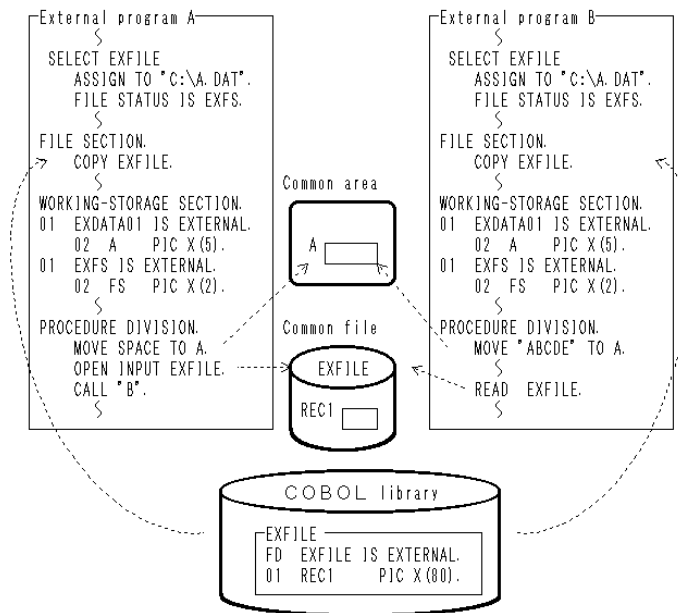 External program A
SELECT EXFILE
ASSIGN TO "C:\A.DAT".
FILE STATUS IS EXFS.
FILE SECTION.
COPY EXFILE.
WORKING-STORAGE SECTION.
01 EXDATA01 IS EXTERNAL.
02 A PIC X(5).
01 EXFS IS EXTERNAL.
02 FS PIC X(2).
PROCEDURE DIVISION.
MOVE SPACE TO A.
OPEN INPUT EXFILE.
CALL "B".
Common area
A
Common file
EXFILE
REC1
External program B
SELECT EXFILE
ASSIGN TO "C:\A.DAT".
FILE STATUS IS EXFS.
FILE SECTION.
COPY EXFILE.
WORKING-STORAGE SECTION.
01 EXDATA01 IS EXTERNAL.
02 A PIC X(5).
01 EXFS IS EXTERNAL.
02 FS PIC X(2).
PROCEDURE DIVISION.
MOVE "ABCDE" TO A.
READ EXFILE.
COBOL library
EXFILE
FD EXFILE IS EXTERNAL.
01 REC1 PIC X(80).